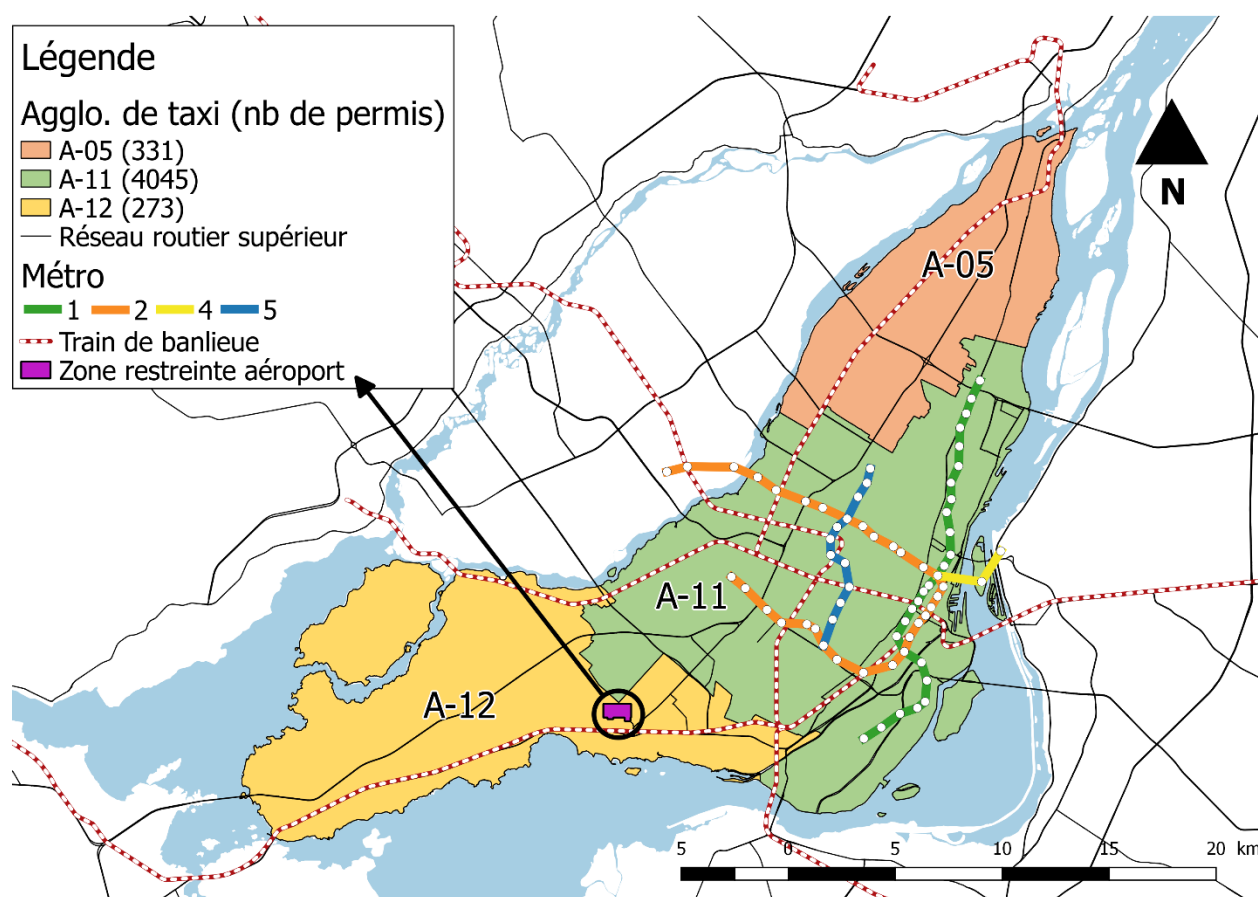 Légende
Agglo. de taxi (nb de permis)
A-05 (331)
A-11 (4045)
A-12 (273)
Réseau routier supérieur
Métro
1 2 4 5
Train de banlieue
Zone restreinte aéroport
N
A-05
A-11
A-12
5 0 5 10 15 20 km